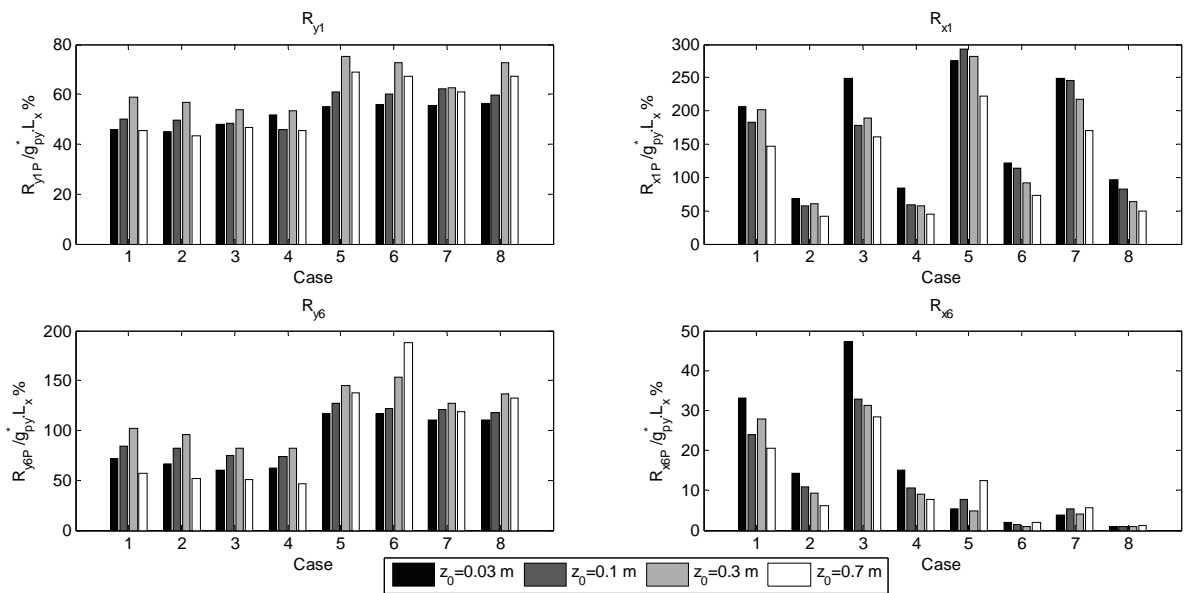 R_y1
80
60
40
20
0
R_y1P /g*_py.L_x %
1 2 3 4 5 6 7 8
Case
R_x1
300
250
200
150
100
50
0
R_x1P /g*_py.L_x %
1 2 3 4 5 6 7 8
Case
R_y6
200
150
100
50
0
R_y6P /g*_py.L_x %
1 2 3 4 5 6 7 8
Case
R_x6
50
40
30
20
10
0
R_x6P /g*_py.L_x %
1 2 3 4 5 6 7 8
Case
z_0=0.03 m z_0=0.1 m z_0=0.3 m z_0=0.7 m